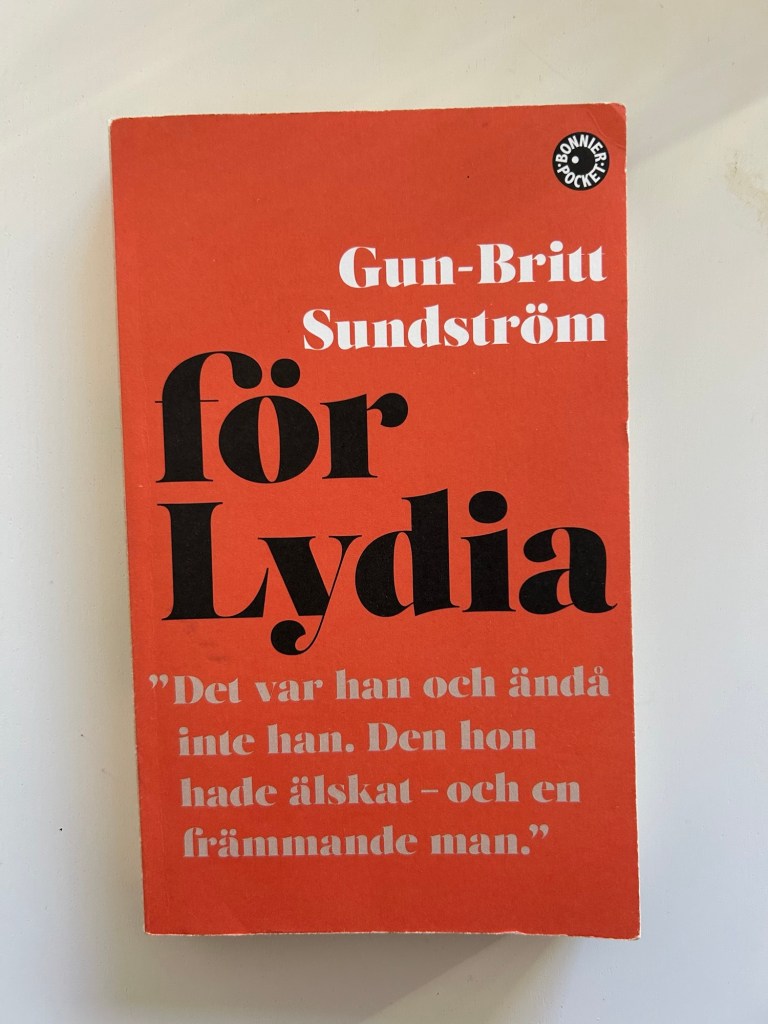 BONNIER
POCKET
Gun-Britt
Sundström
för
Lydia
”Det var han och ändå
inte han. Den hon
hade älskat – och en
främmande man.”